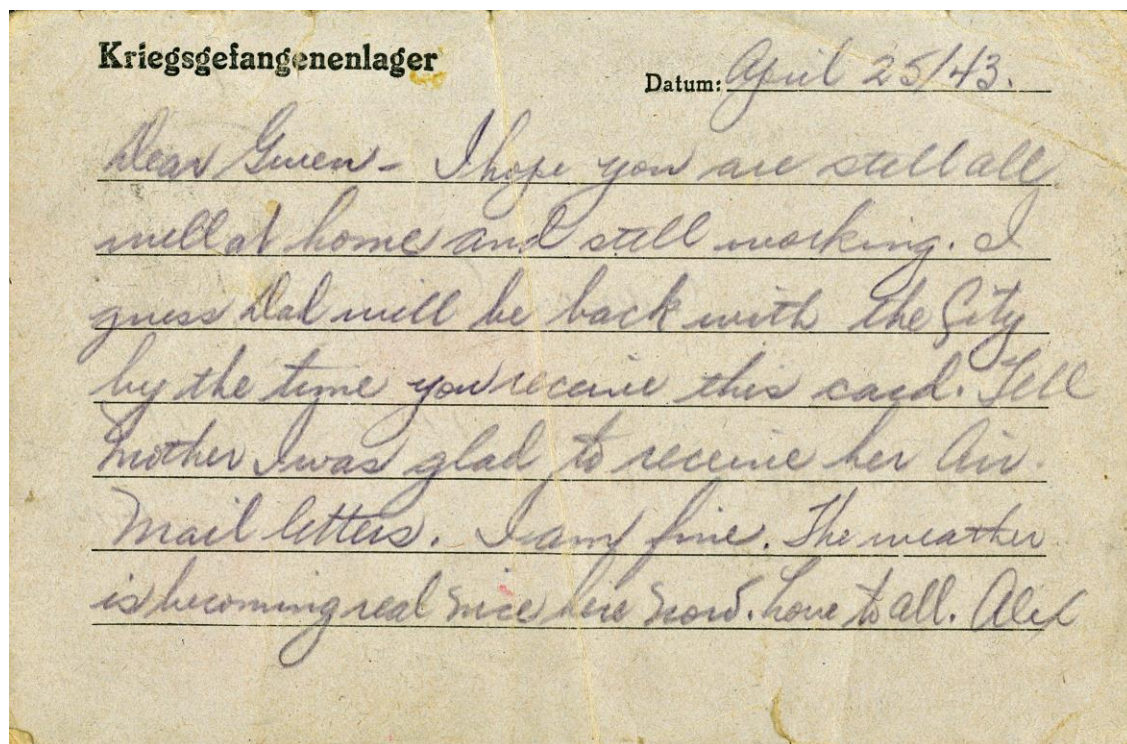 Kriegsgefangenenlager
Datum: April 25/43.
Dear Gwen - I hope you are still all
well at home and still working. I
guess Dad will be back with the City
by the time you receive this card. Tell
Mother I was glad to receive her Air
Mail letters. I am fine. The weather
is becoming real nice here now. Love to all. Alex